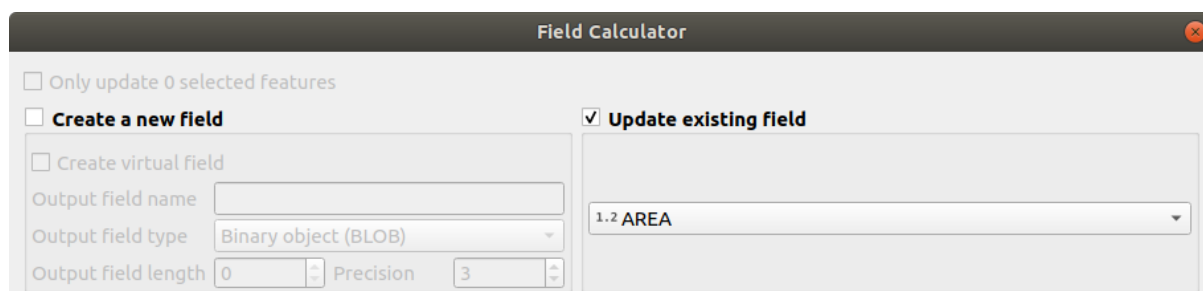 Field Calculator
Only update 0 selected features
Create a new field
Update existing field
Create virtual field
Output field name
1.2 AREA
Output field type Binary object (BLOB)
Output field length 0 Precision 3